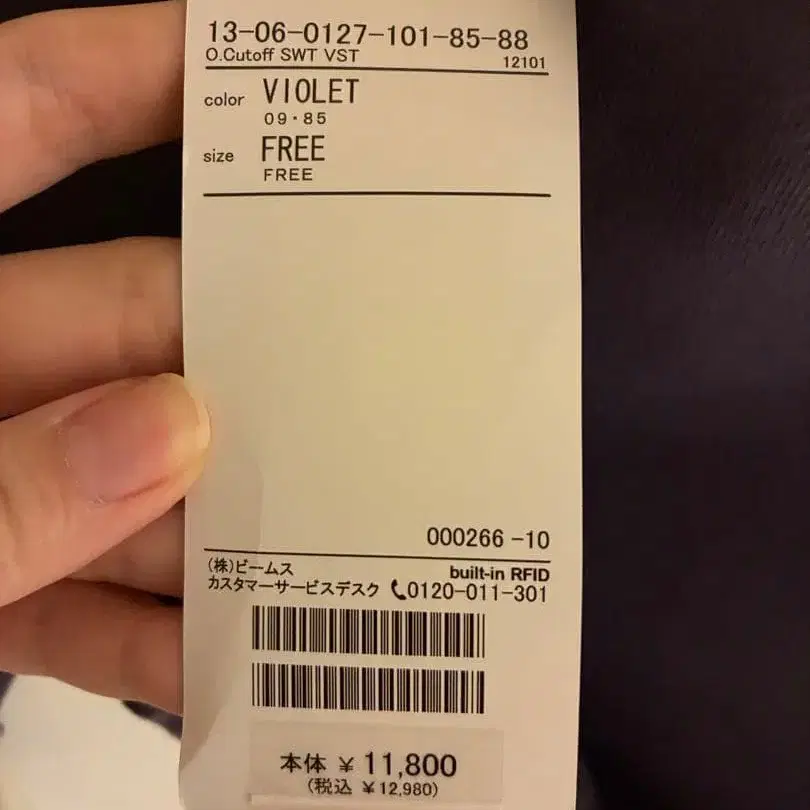 13-06-0127-101-85-88
O.Cutoff SWT VST 12101
color VIOLET
09・85
size FREE
FREE
000266 -10
(株)ビームス built-in RFID
カスタマーサービスデスク 0120-011-301
本体 ¥ 11,800
(税込 ¥12,980)